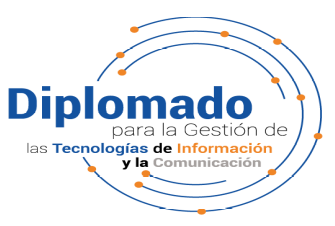 Diplomado
para la Gestión de
las Tecnologías de Información
y la Comunicación